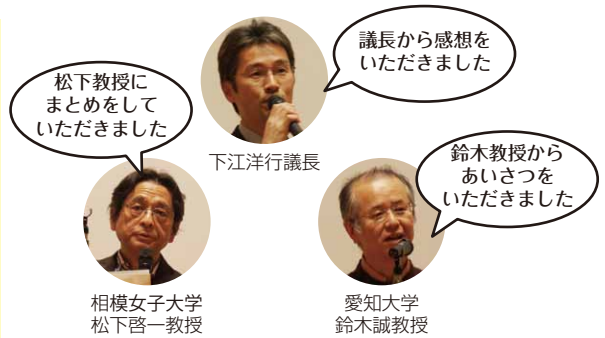 議長から感想を
いただきました
下江洋行議長
松下教授に
まとめをして
いただきました
相模女子大学
松下啓一教授
鈴木教授から
あいさつを
いただきました
愛知大学
鈴木誠教授